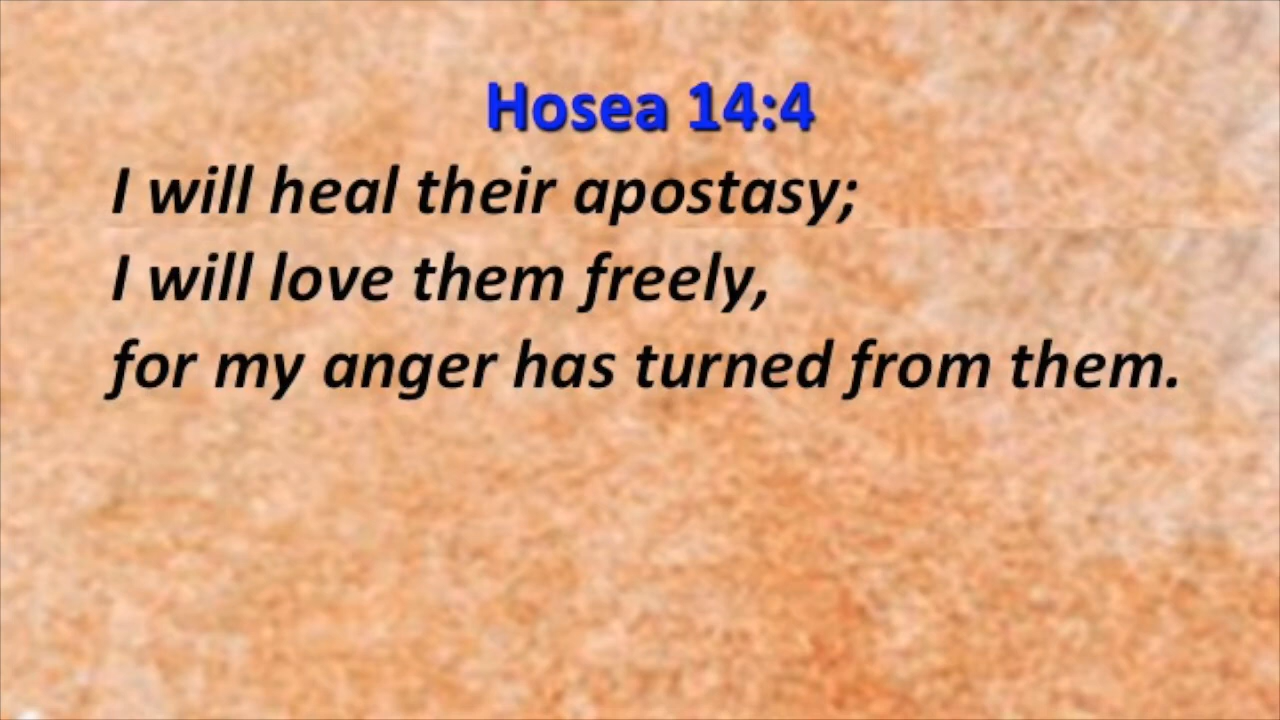 Hosea 14:4
I will heal their apostasy;
I will love them freely,
for my anger has turned from them.